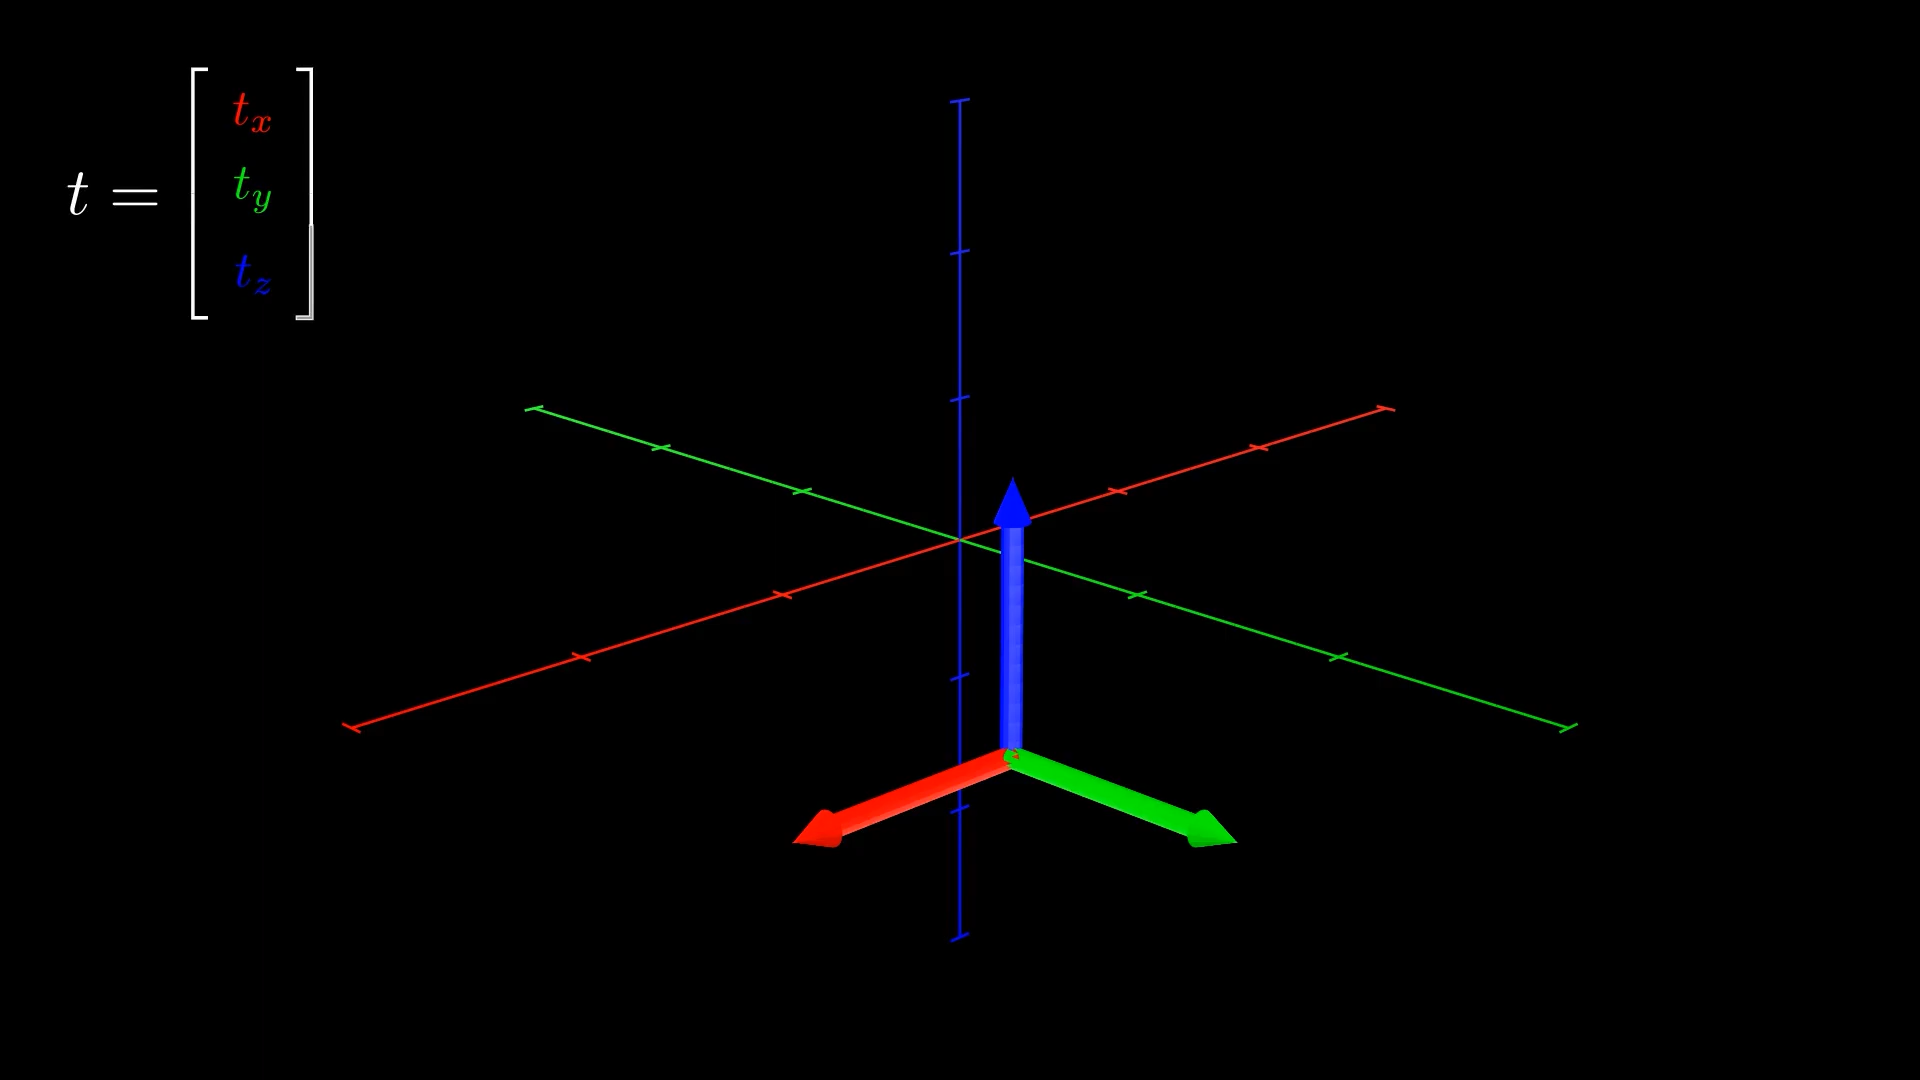 t_x
t_y
t =
t_z